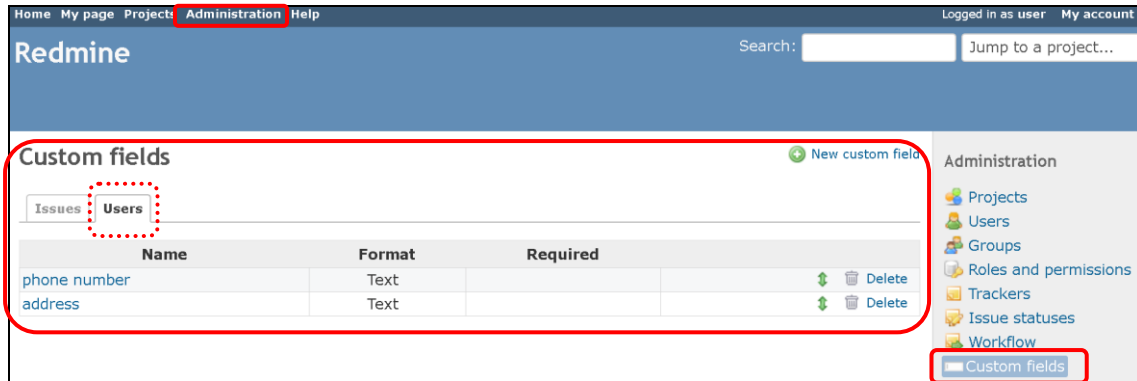 Home My page Projects Administration Help Logged in as user My account
Redmine Search: Jump to a project...
Custom fields New custom field
Issues Users
Name Format Required
phone number Text Delete
address Text Delete
Administration
Projects
Users
Groups
Roles and permissions
Trackers
Issue statuses
Workflow
Custom fields